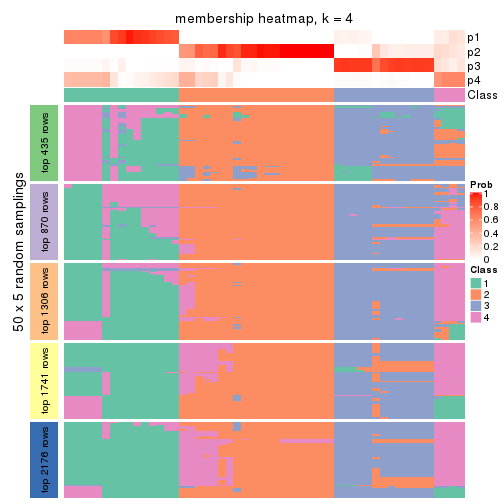 membership heatmap, k = 4
p1
p2
p3
p4
Class
50 x 5 random samplings
top 435 rows
top 870 rows
top 1306 rows
top 1741 rows
top 2176 rows
Prob
1
0.8
0.6
0.4
0.2
0
Class
1
2
3
4